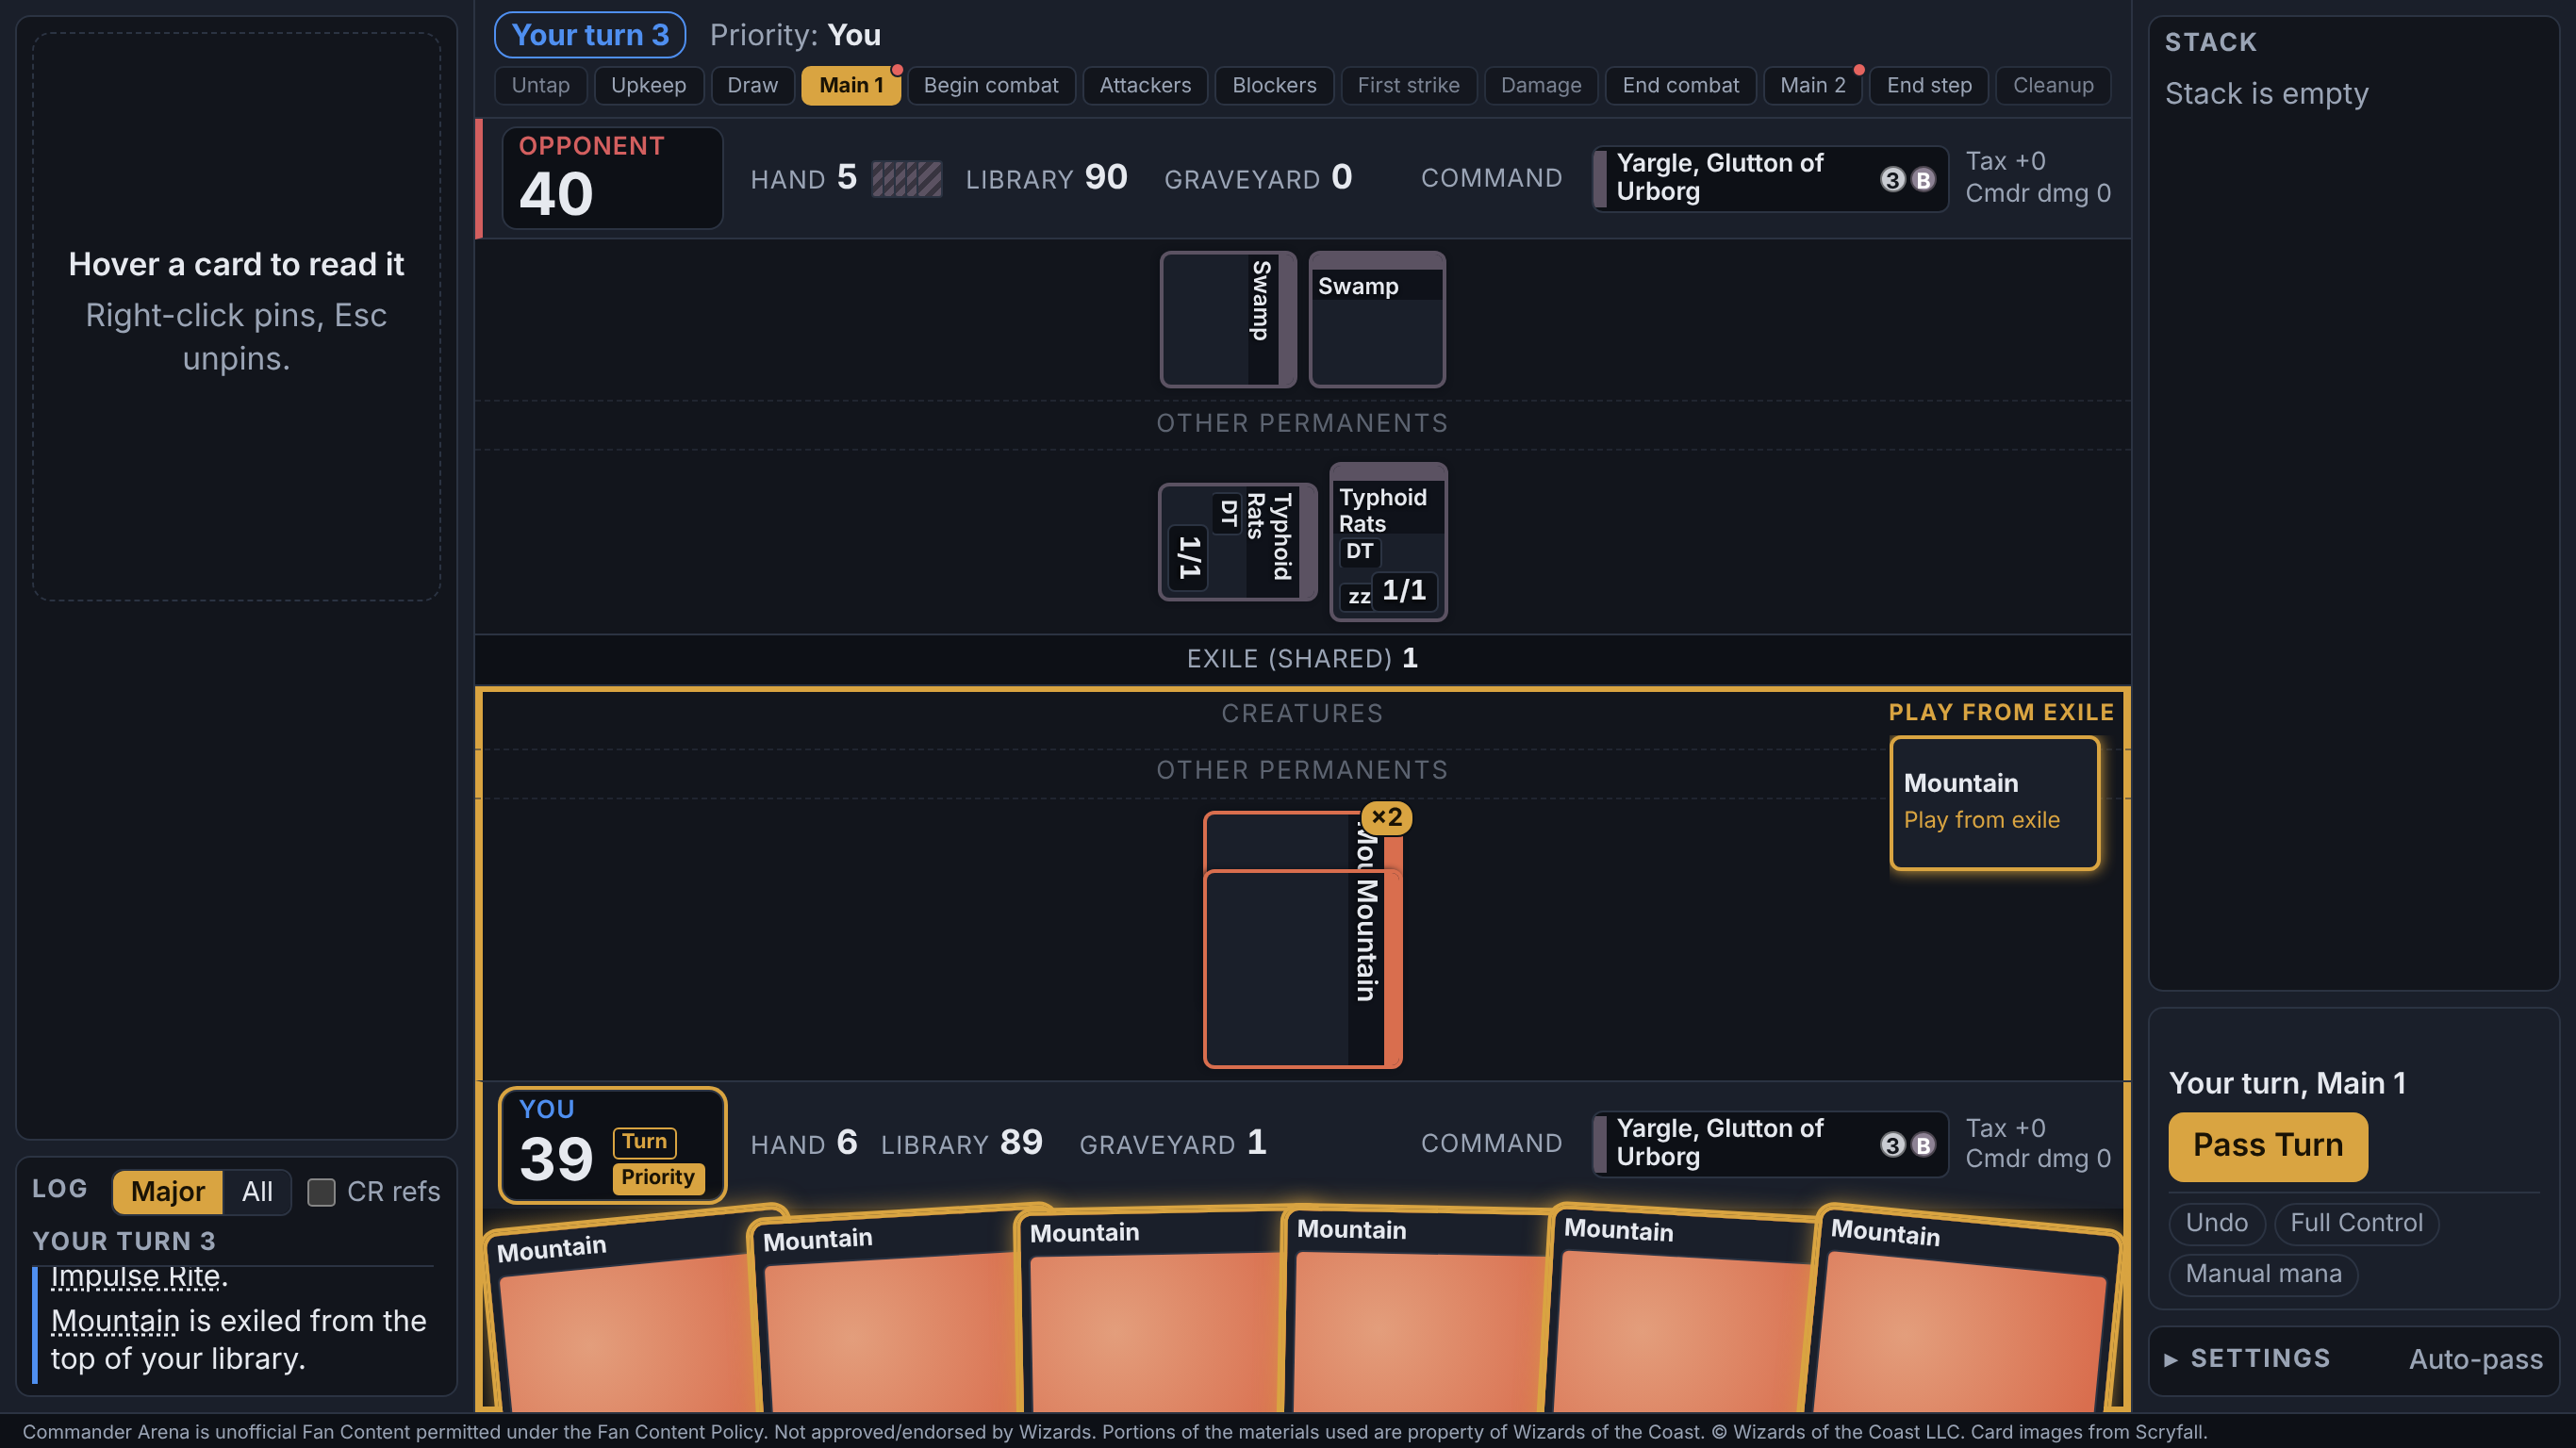 Hover a card to read it
Right-click pins, Esc
unpins.
LOG
Major
All
CR refs
YOUR TURN 3
Impulse Rite.
Mountain is exiled from the
top of your library.
Your turn 3
Priority: You
Untap
Upkeep
Draw
Main 1
Begin combat
Attackers
Blockers
First strike
Damage
End combat
Main 2
End step
Cleanup
OPPONENT
40
HAND 5
LIBRARY 90
GRAVEYARD 0
COMMAND
Yargle, Glutton of
Urborg
3 B
Tax +0
Cmdr dmg 0
Swamp
Swamp
OTHER PERMANENTS
Typhoid
Rats
DT
1/1
Typhoid
Rats
DT
zz
1/1
EXILE (SHARED) 1
CREATURES
PLAY FROM EXILE
OTHER PERMANENTS
Mountain
Play from exile
×2
Mou
Mountain
YOU
39
Turn
Priority
HAND 6
LIBRARY 89
GRAVEYARD 1
COMMAND
Yargle, Glutton of
Urborg
3 B
Tax +0
Cmdr dmg 0
Mountain
Mountain
Mountain
Mountain
Mountain
Mountain
STACK
Stack is empty
Your turn, Main 1
Pass Turn
Undo
Full Control
Manual mana
▸ SETTINGS
Auto-pass
Commander Arena is unofficial Fan Content permitted under the Fan Content Policy. Not approved/endorsed by Wizards. Portions of the materials used are property of Wizards of the Coast. © Wizards of the Coast LLC. Card images from Scryfall.